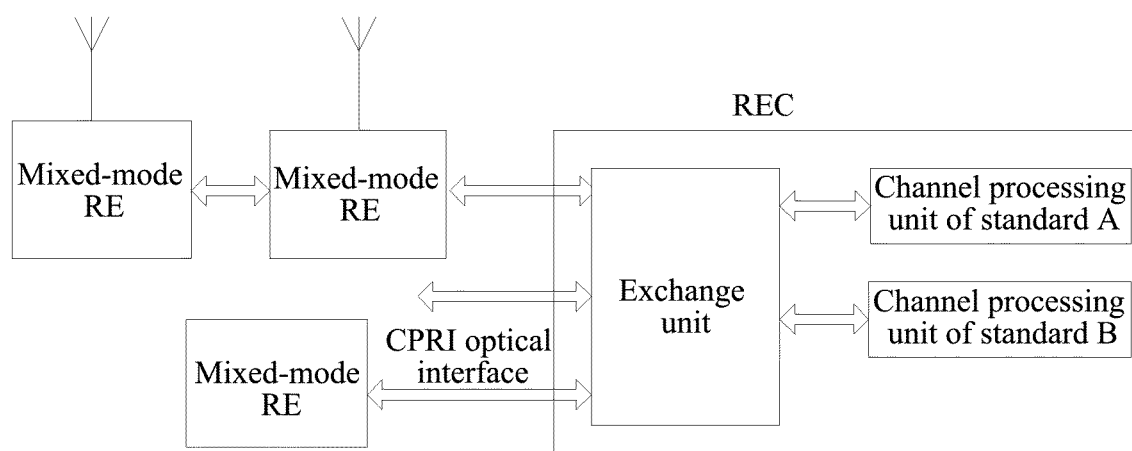 REC
Mixed-mode
RE
Mixed-mode
RE
Channel processing
unit of standard A
Exchange
unit
Channel processing
unit of standard B
CPRI optical
interface
Mixed-mode
RE